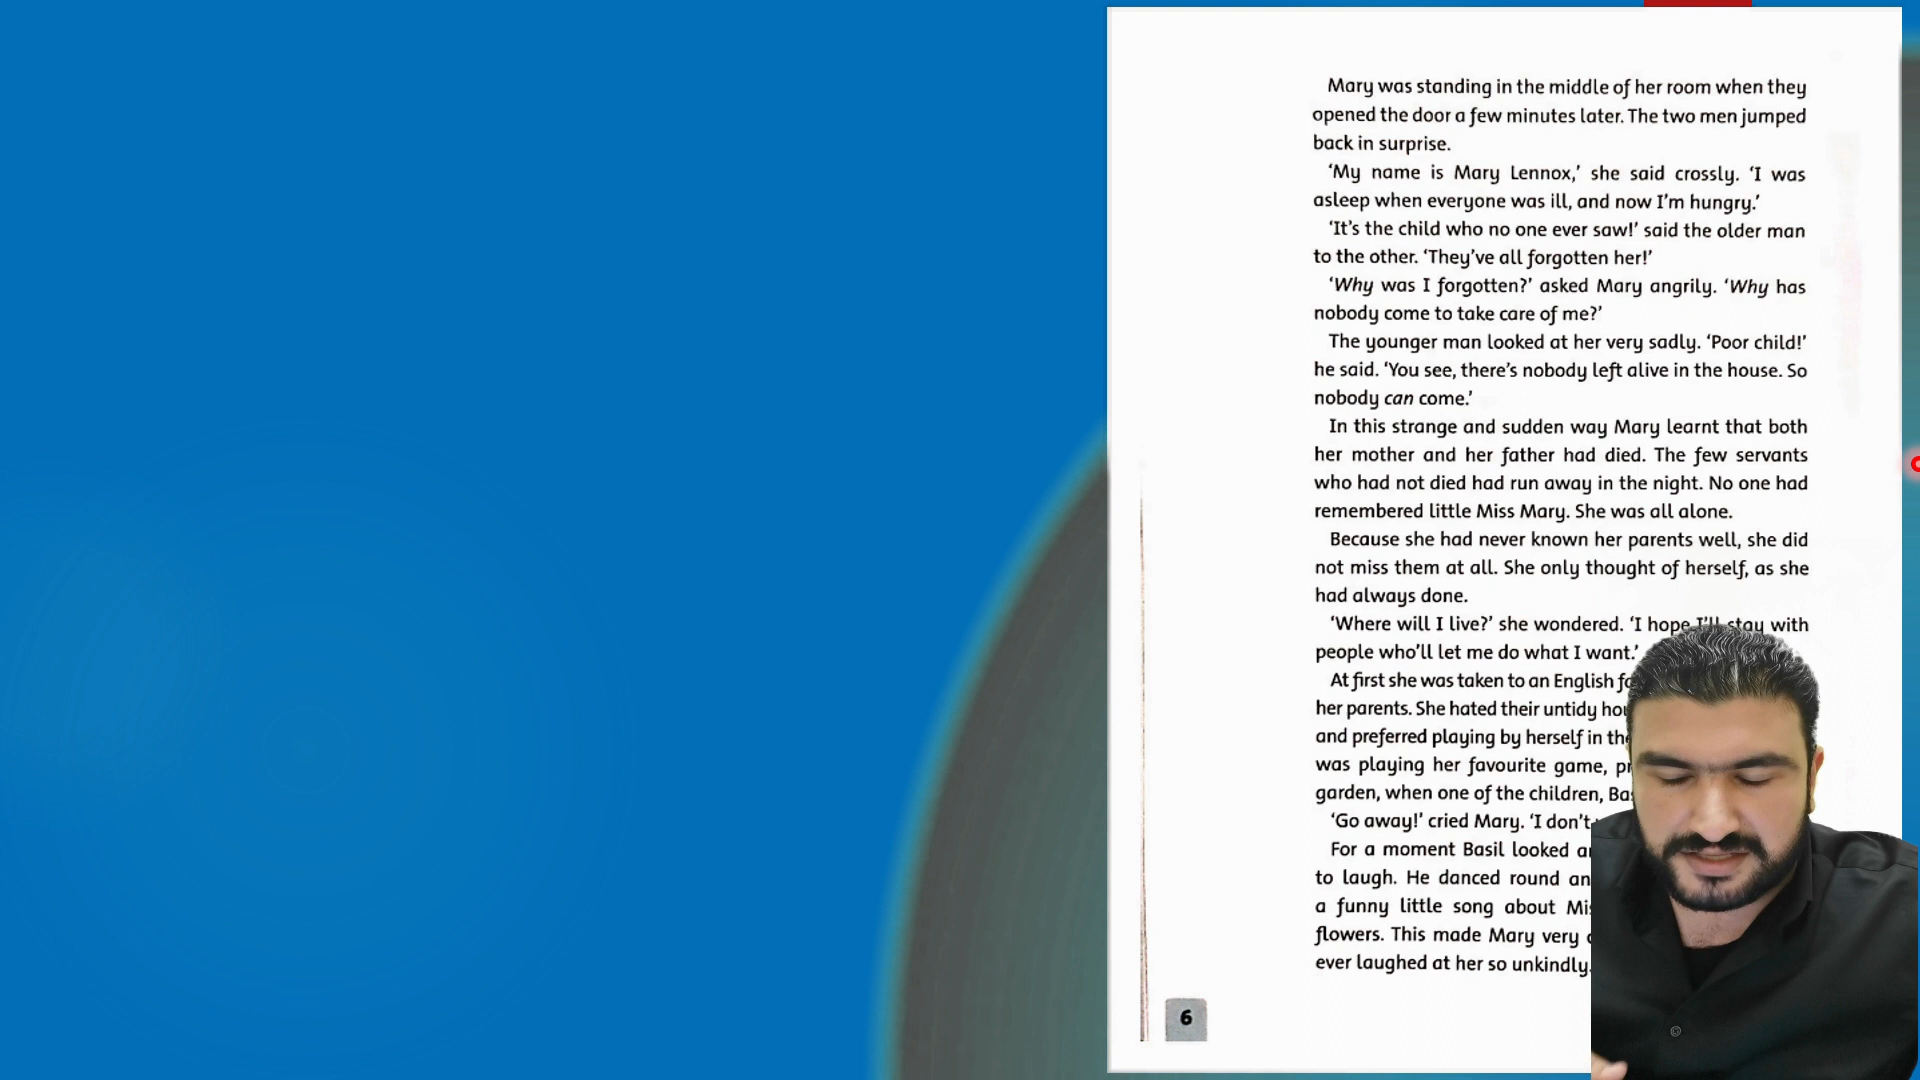 Mary was standing in the middle of her room when they
opened the door a few minutes later. The two men jumped
back in surprise.
‘My name is Mary Lennox,’ she said crossly. ‘I was
asleep when everyone was ill, and now I’m hungry.’
‘It’s the child who no one ever saw!’ said the older man
to the other. ‘They’ve all forgotten her!’
‘Why was I forgotten?’ asked Mary angrily. ‘Why has
nobody come to take care of me?’
The younger man looked at her very sadly. ‘Poor child!’
he said. ‘You see, there’s nobody left alive in the house. So
nobody can come.’
In this strange and sudden way Mary learnt that both
her mother and her father had died. The few servants
who had not died had run away in the night. No one had
remembered little Miss Mary. She was all alone.
Because she had never known her parents well, she did
not miss them at all. She only thought of herself, as she
had always done.
‘Where will I live?’ she wondered. ‘I hope I’ll stay with
people who’ll let me do what I want.’
At first she was taken to an English
her parents. She hated their untidy
and preferred playing by herself in
was playing her favourite game,
garden, when one of the children,
‘Go away!’ cried Mary. ‘I don’t
For a moment Basil looked
to laugh. He danced round
a funny little song about
flowers. This made Mary very
ever laughed at her so unkindly.
6